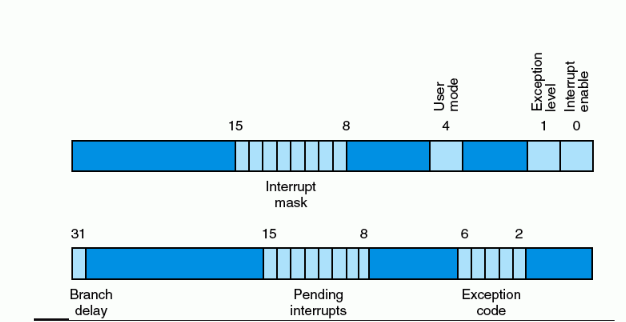 User
mode
Exception
level
Interrupt
enable
15 8 4 1 0
Interrupt
mask
31 15 8 6 2
Branch
delay
Pending
interrupts
Exception
code